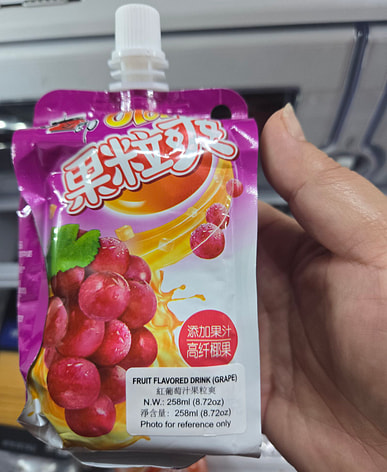 果粒爽
添加果汁
高纤椰果
FRUIT FLAVORED DRINK (GRAPE)
紅葡萄汁果粒爽
N.W.: 258ml (8.72oz)
淨含量: 258ml (8.72oz)
Photo for reference only